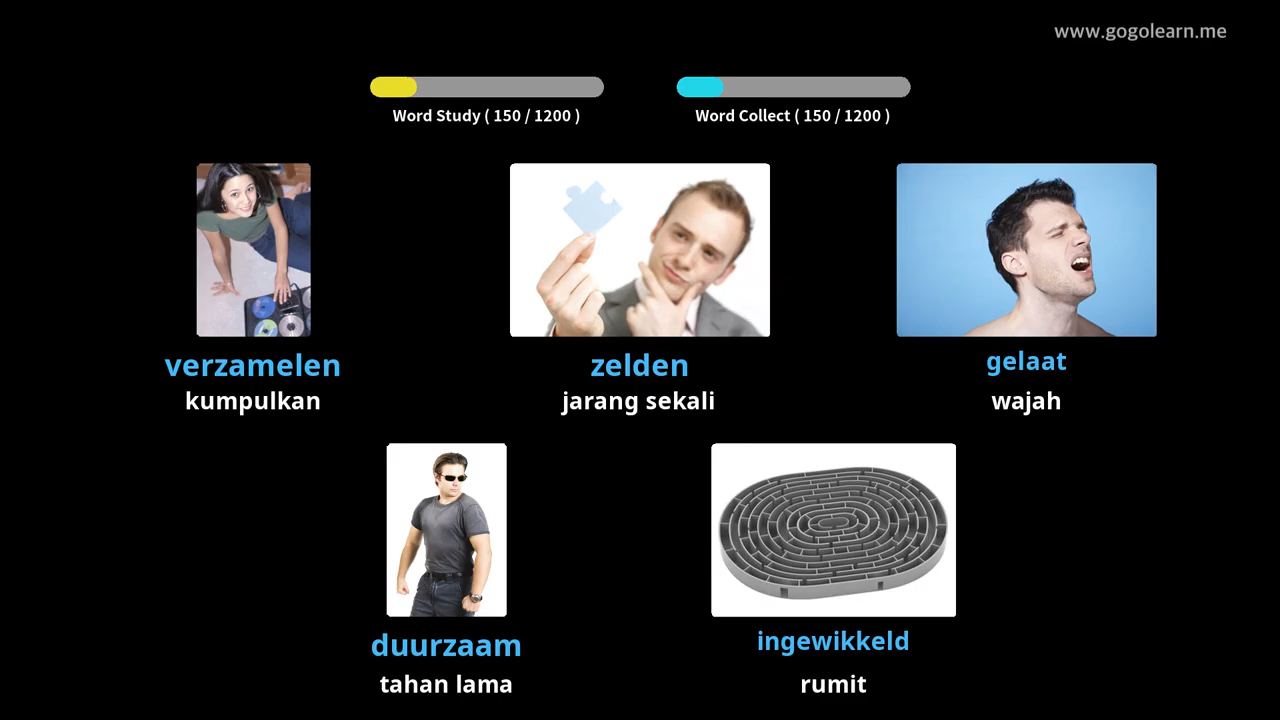 www.gogolearn.me
Word Study ( 150 / 1200 )
Word Collect ( 150 / 1200 )
verzamelen
kumpulkan
zelden
jarang sekali
gelaat
wajah
duurzaam
tahan lama
ingewikkeld
rumit